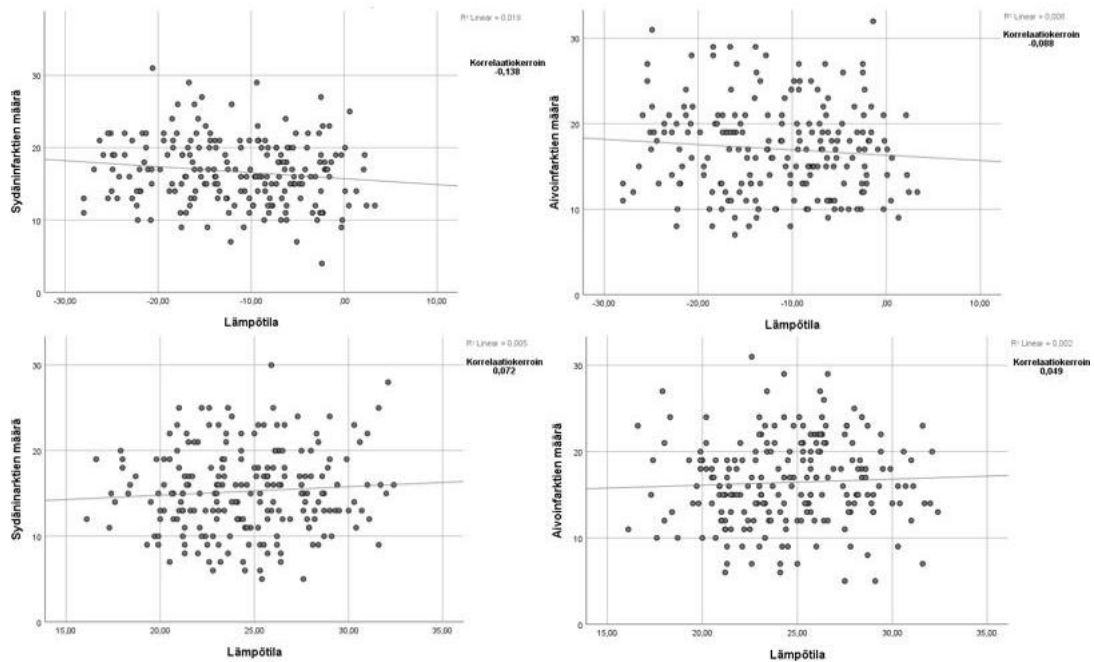 R² Linear = 0,019
Korrelaatiokerroin
-0,138
Sydäninfarktien määrä
30
20
10
0
-30,00 -20,00 -10,00 ,00 10,00
Lämpötila
R² Linear = 0,008
Korrelaatiokerroin
-0,088
Aivoinfarktien määrä
30
20
10
0
-30,00 -20,00 -10,00 ,00 10,00
Lämpötila
R² Linear = 0,005
Korrelaatiokerroin
0,072
Sydäninarktien määrä
30
20
10
0
15,00 20,00 25,00 30,00 35,00
Lämpötila
R² Linear = 0,002
Korrelaatiokerroin
0,049
Aivoinfarktien määrä
30
20
10
0
15,00 20,00 25,00 30,00 35,00
Lämpötila